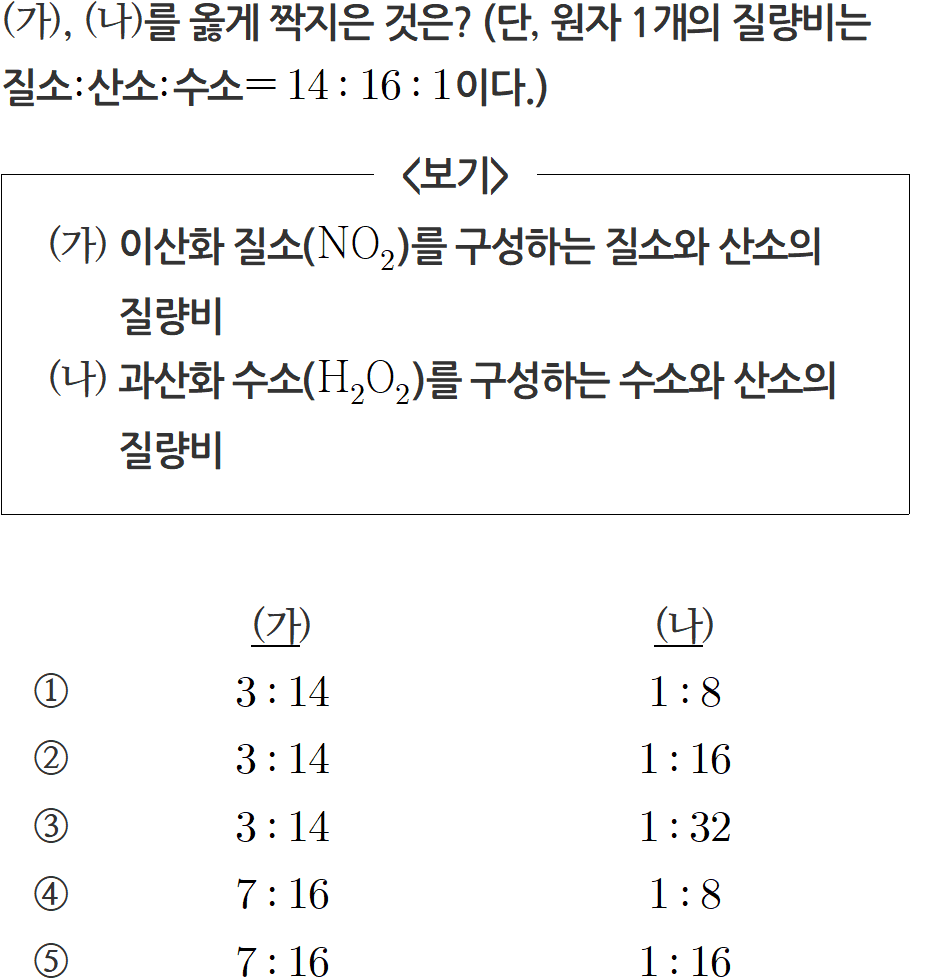 (가), (나)를 옳게 짝지은 것은? (단, 원자 1개의 질량비는
질소:산소:수소= 14 : 16 : 1이다.)
<보기>
(가) 이산화 질소(NO₂)를 구성하는 질소와 산소의
질량비
(나) 과산화 수소(H₂O₂)를 구성하는 수소와 산소의
질량비
(가) (나)
① 3 : 14 1 : 8
② 3 : 14 1 : 16
③ 3 : 14 1 : 32
④ 7 : 16 1 : 8
⑤ 7 : 16 1 : 16